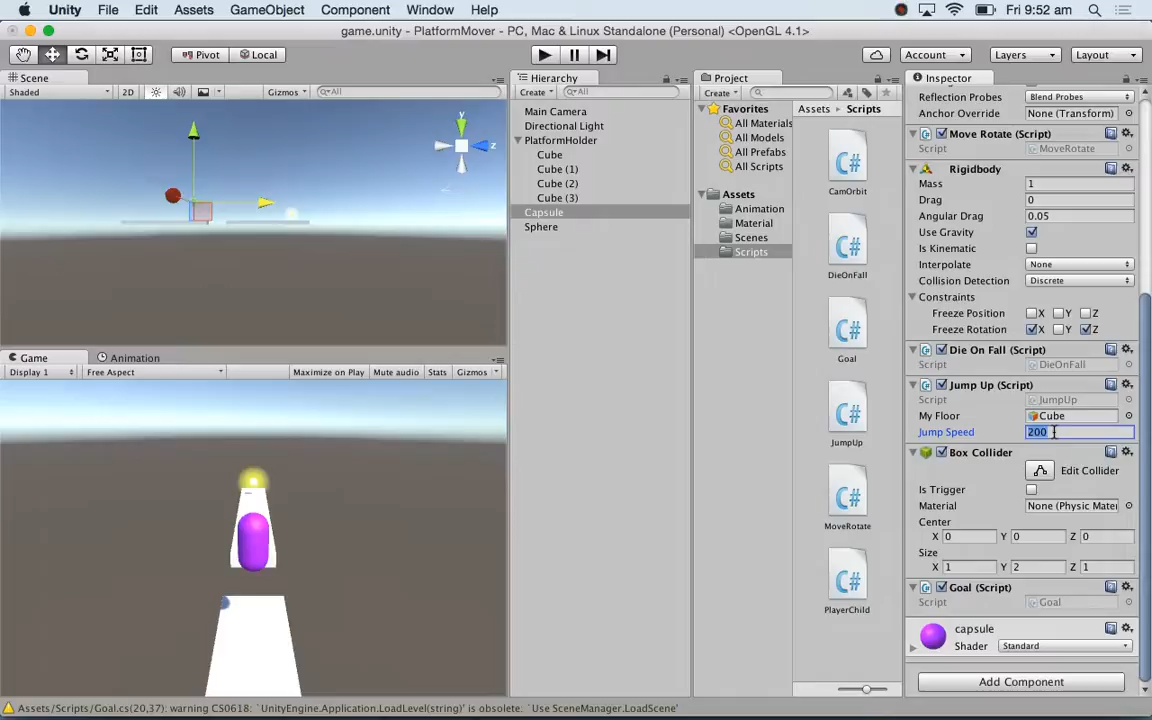 Unity File Edit Assets GameObject Component Window Help Fri 9:52 am
game.unity - PlatformMover - PC, Mac & Linux Standalone (Personal) <OpenGL 4.1>
Pivot Local Account Layers Layout
Scene
Shaded 2D Gizmos All
y
z
Game Animation
Display 1 Free Aspect Maximize on Play Mute audio Stats Gizmos
Hierarchy
Create All
Main Camera
Directional Light
PlatformHolder
Cube
Cube (1)
Cube (2)
Cube (3)
Capsule
Sphere
Project
Create
Favorites
All Materials
All Models
All Prefabs
All Scripts
Assets
Animation
Material
Scenes
Scripts
Assets Scripts
C#
CamOrbit
C#
DieOnFall
C#
Goal
C#
JumpUp
C#
MoveRotate
C#
PlayerChild
Inspector
Reflection Probes Blend Probes
Anchor Override None (Transform)
Move Rotate (Script)
Script MoveRotate
Rigidbody
Mass 1
Drag 0
Angular Drag 0.05
Use Gravity
Is Kinematic
Interpolate None
Collision Detection Discrete
Constraints
Freeze Position X Y Z
Freeze Rotation X Y Z
Die On Fall (Script)
Script DieOnFall
Jump Up (Script)
Script JumpUp
My Floor Cube
Jump Speed 200
Box Collider
Edit Collider
Is Trigger
Material None (Physic Mater
Center
X 0 Y 0 Z 0
Size
X 1 Y 2 Z 1
Goal (Script)
Script Goal
capsule
Shader Standard
Add Component
Assets/Scripts/Goal.cs(20,37): warning CS0618: `UnityEngine.Application.LoadLevel(string)' is obsolete: `Use SceneManager.LoadScene'